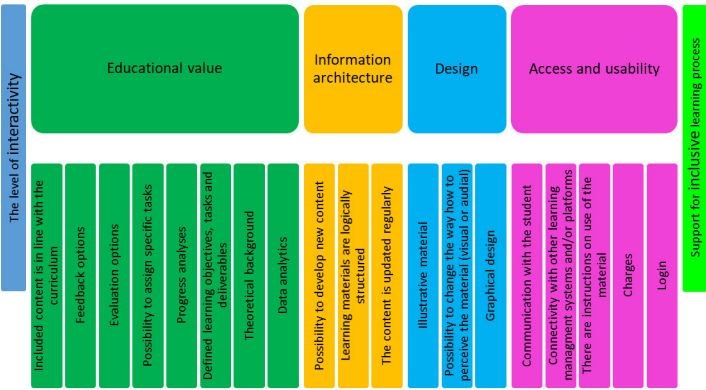 The level of interactivity
Educational value
Information
architecture
Design
Access and usability
Support for inclusive learning process
Included content is in line with the
curriculum
Feedback options
Evaluation options
Possibility to assign specific tasks
Progress analyses
Defined learning objectives, tasks and
deliverables
Theoretical background
Data analytics
Possibility to develop new content
Learning materials are logically
structured
The content is updated regularly
Illustrative material
Possibility to change the way how to
perceive the material (visual or audial)
Graphical design
Communication with the student
Connectivity with other learning
managment systems and/or platforms
There are instructions on use of the
material
Charges
Login